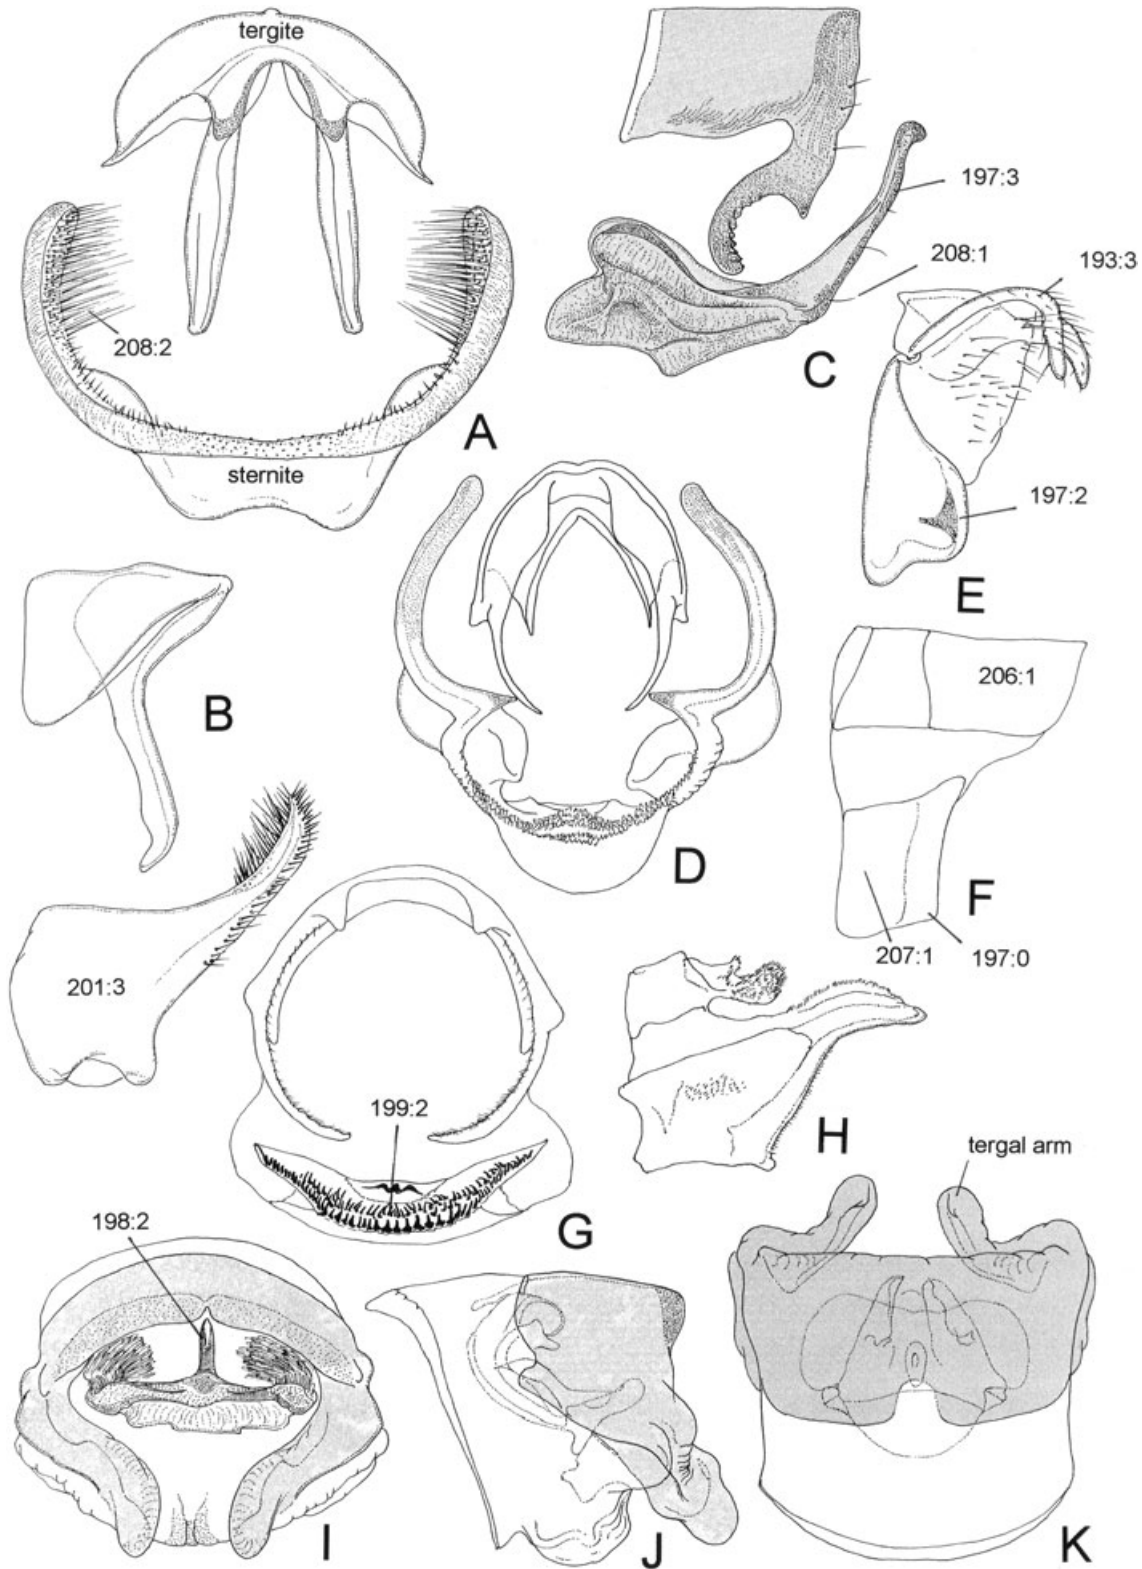 tergite
197:3
208:1
193:3
208:2
C
A
sternite
197:2
E
B
206:1
D
F
201:3
207:1
197:0
199:2
H
tergal arm
198:2
G
I
J
K